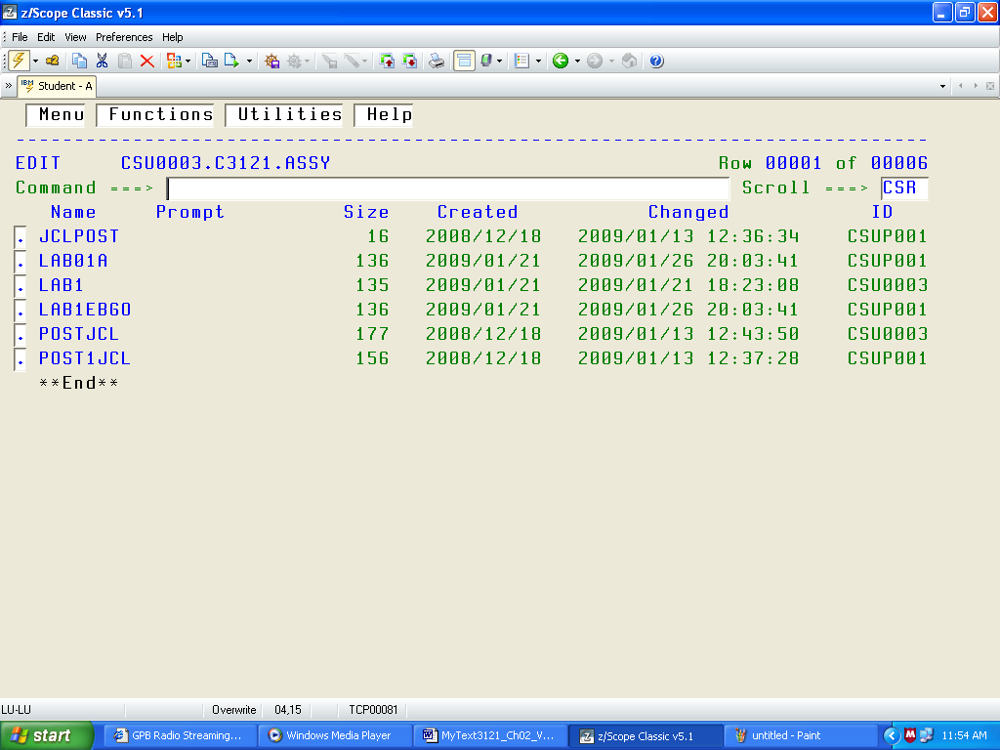 z/Scope Classic v5.1
File Edit View Preferences Help
» IBM Student - A
Menu Functions Utilities Help
EDIT CSU0003.C3121.ASSY Row 00001 of 00006
Command ===> Scroll ===> CSR
Name Prompt Size Created Changed ID
. JCLPOST 16 2008/12/18 2009/01/13 12:36:34 CSUP001
. LAB01A 136 2009/01/21 2009/01/26 20:03:41 CSUP001
. LAB1 135 2009/01/21 2009/01/21 18:23:08 CSU0003
. LAB1EBGO 136 2009/01/21 2009/01/26 20:03:41 CSUP001
. POSTJCL 177 2008/12/18 2009/01/13 12:43:50 CSU0003
. POST1JCL 156 2008/12/18 2009/01/13 12:37:28 CSUP001
**End**
LU-LU Overwrite 04,15 TCP00081
start GPB Radio Streaming... Windows Media Player MyText3121_Ch02_V... z/Scope Classic v5.1 untitled - Paint 11:54 AM